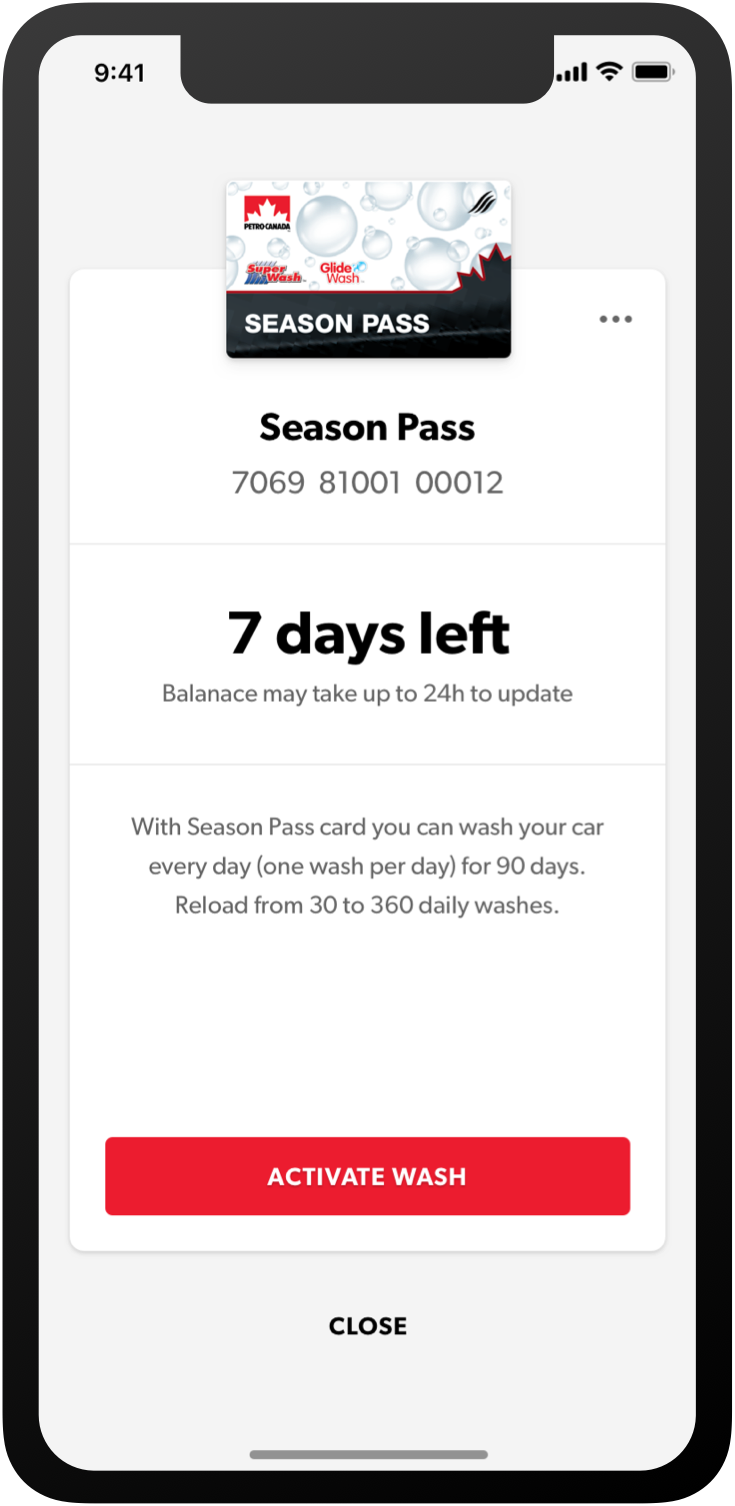 9:41
PETRO-CANADA
Super Wash
Glide Wash
SEASON PASS
Season Pass
7069 81001 00012
7 days left
Balanace may take up to 24h to update
With Season Pass card you can wash your car
every day (one wash per day) for 90 days.
Reload from 30 to 360 daily washes.
ACTIVATE WASH
CLOSE